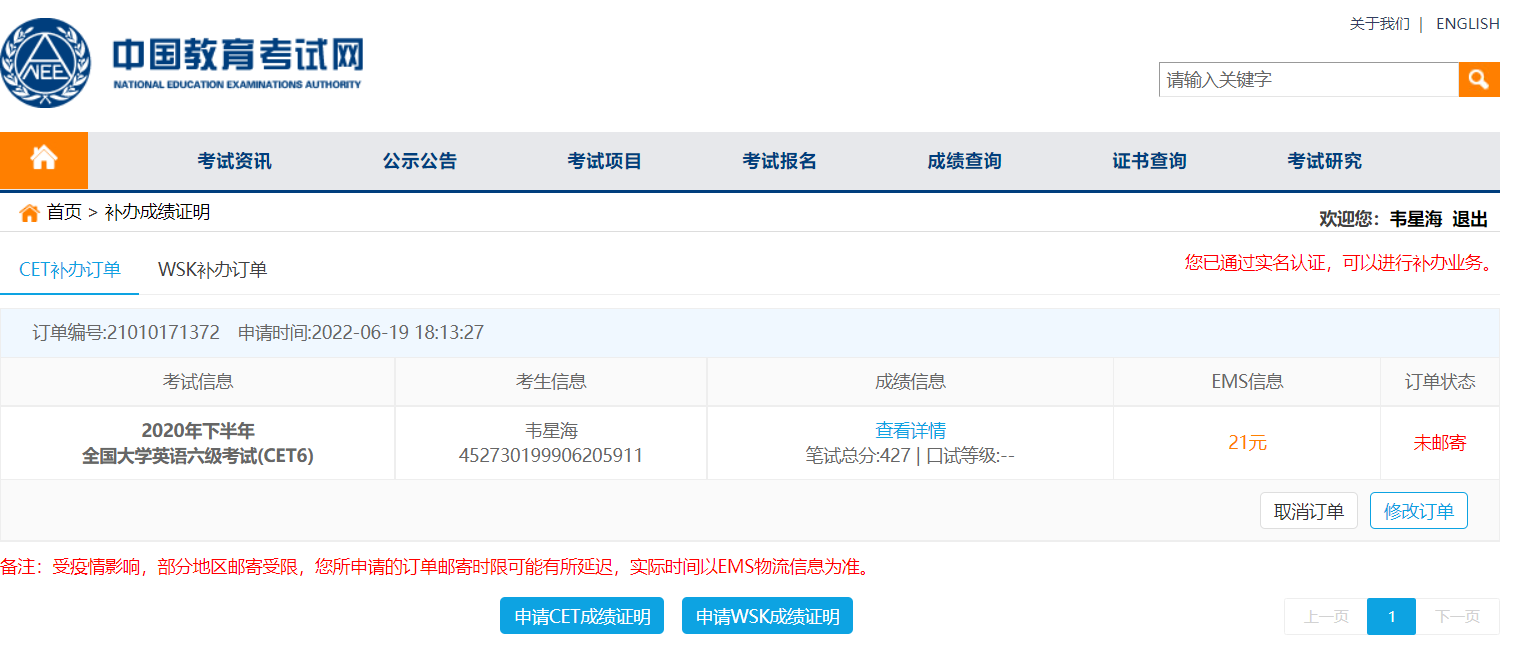 关于我们 | ENGLISH
NEE
中国教育考试网
NATIONAL EDUCATION EXAMINATIONS AUTHORITY
请输入关键字
考试资讯 公示公告 考试项目 考试报名 成绩查询 证书查询 考试研究
首页 > 补办成绩证明
欢迎您：韦星海 退出
CET补办订单 WSK补办订单
您已通过实名认证，可以进行补办业务。
订单编号:21010171372 申请时间:2022-06-19 18:13:27
考试信息 考生信息 成绩信息 EMS信息 订单状态
2020年下半年 韦星海 查看详情
全国大学英语六级考试(CET6) 452730199906205911 笔试总分:427 | 口试等级:-- 21元 未邮寄
取消订单 修改订单
备注：受疫情影响，部分地区邮寄受限，您所申请的订单邮寄时限可能有所延迟，实际时间以EMS物流信息为准。
申请CET成绩证明 申请WSK成绩证明 上一页 1 下一页